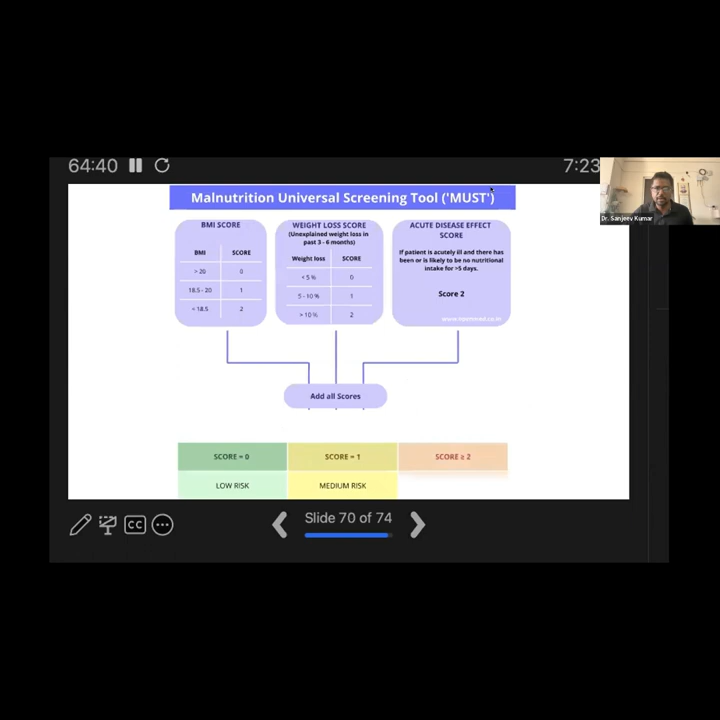 64:40
7:23
Dr. Sanjeev Kumar
Malnutrition Universal Screening Tool ('MUST')
BMI SCORE
BMI SCORE
> 20 0
18.5 - 20 1
< 18.5 2
WEIGHT LOSS SCORE
(Unexplained weight loss in
past 3 - 6 months)
Weight loss SCORE
< 5 % 0
5 - 10 % 1
> 10 % 2
ACUTE DISEASE EFFECT
SCORE
If patient is acutely ill and there has
been or is likely to be no nutritional
intake for >5 days.
Score 2
Add all Scores
SCORE = 0 SCORE = 1 SCORE ≥ 2
LOW RISK MEDIUM RISK
CC
Slide 70 of 74